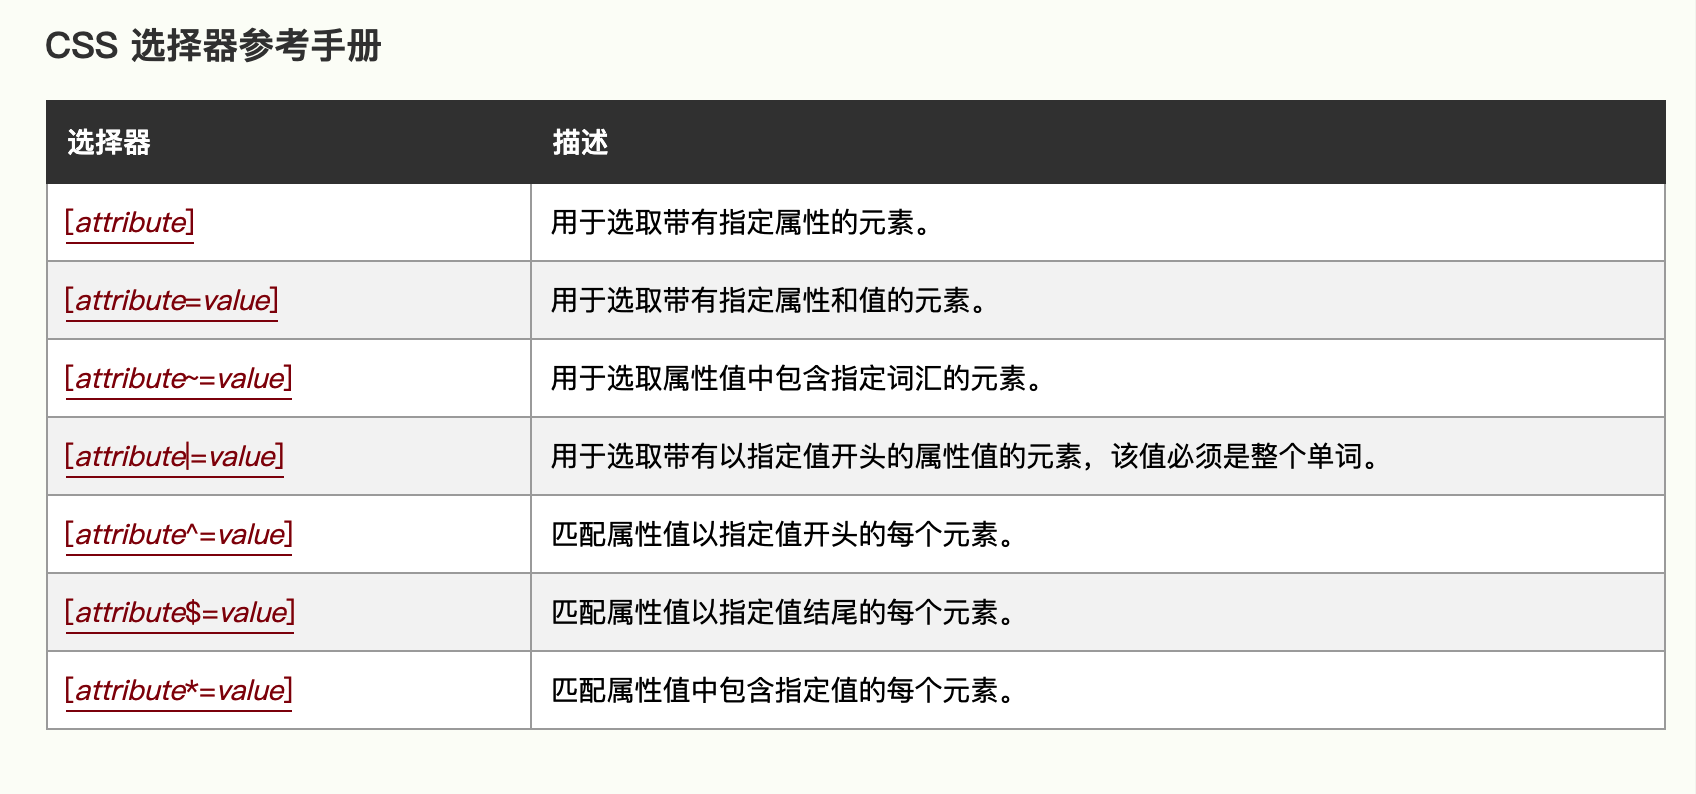 CSS 选择器参考手册
选择器 描述
[attribute] 用于选取带有指定属性的元素。
[attribute=value] 用于选取带有指定属性和值的元素。
[attribute~=value] 用于选取属性值中包含指定词汇的元素。
[attribute|=value] 用于选取带有以指定值开头的属性值的元素，该值必须是整个单词。
[attribute^=value] 匹配属性值以指定值开头的每个元素。
[attribute$=value] 匹配属性值以指定值结尾的每个元素。
[attribute*=value] 匹配属性值中包含指定值的每个元素。